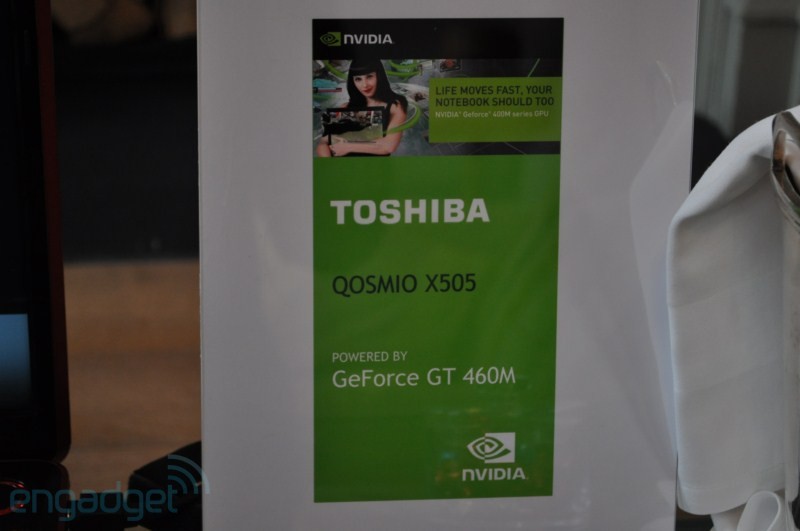 NVIDIA
LIFE MOVES FAST, YOUR
NOTEBOOK SHOULD TOO
NVIDIA® Geforce® 400M series GPU
TOSHIBA
QOSMIO X505
POWERED BY
GeForce GT 460M
NVIDIA
engadget